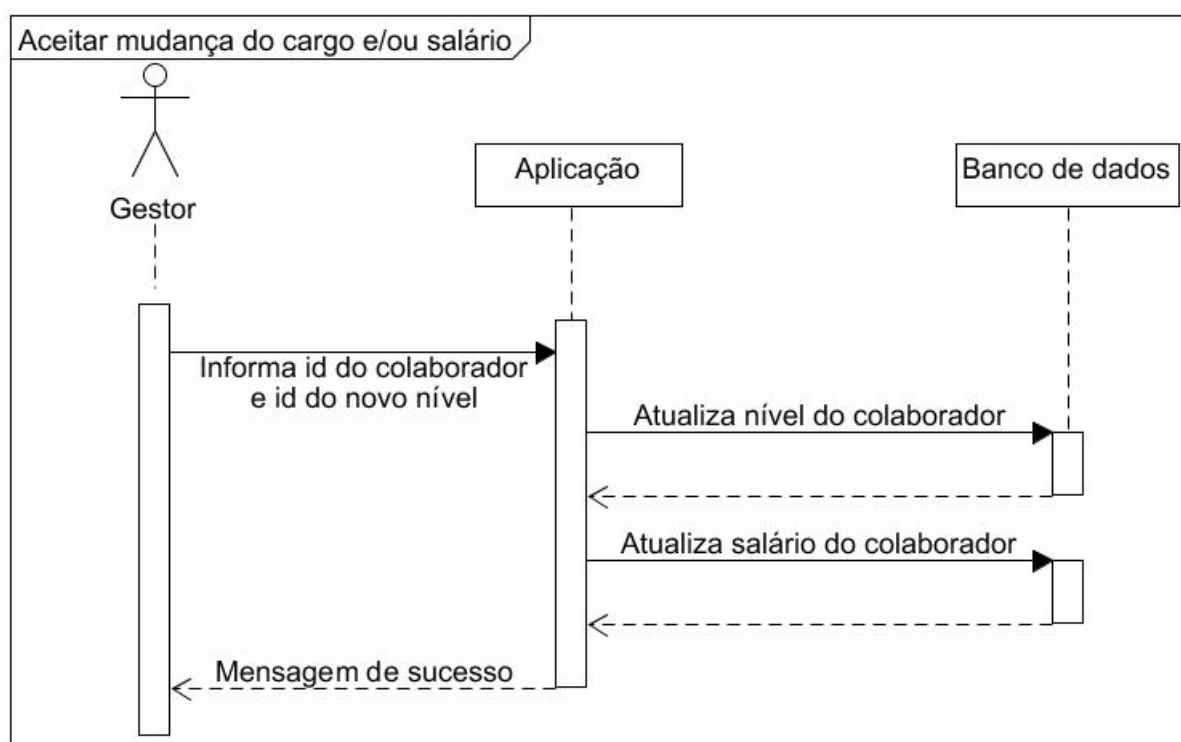 Aceitar mudança do cargo e/ou salário
Gestor
Aplicação
Banco de dados
Informa id do colaborador
e id do novo nível
Atualiza nível do colaborador
Atualiza salário do colaborador
Mensagem de sucesso